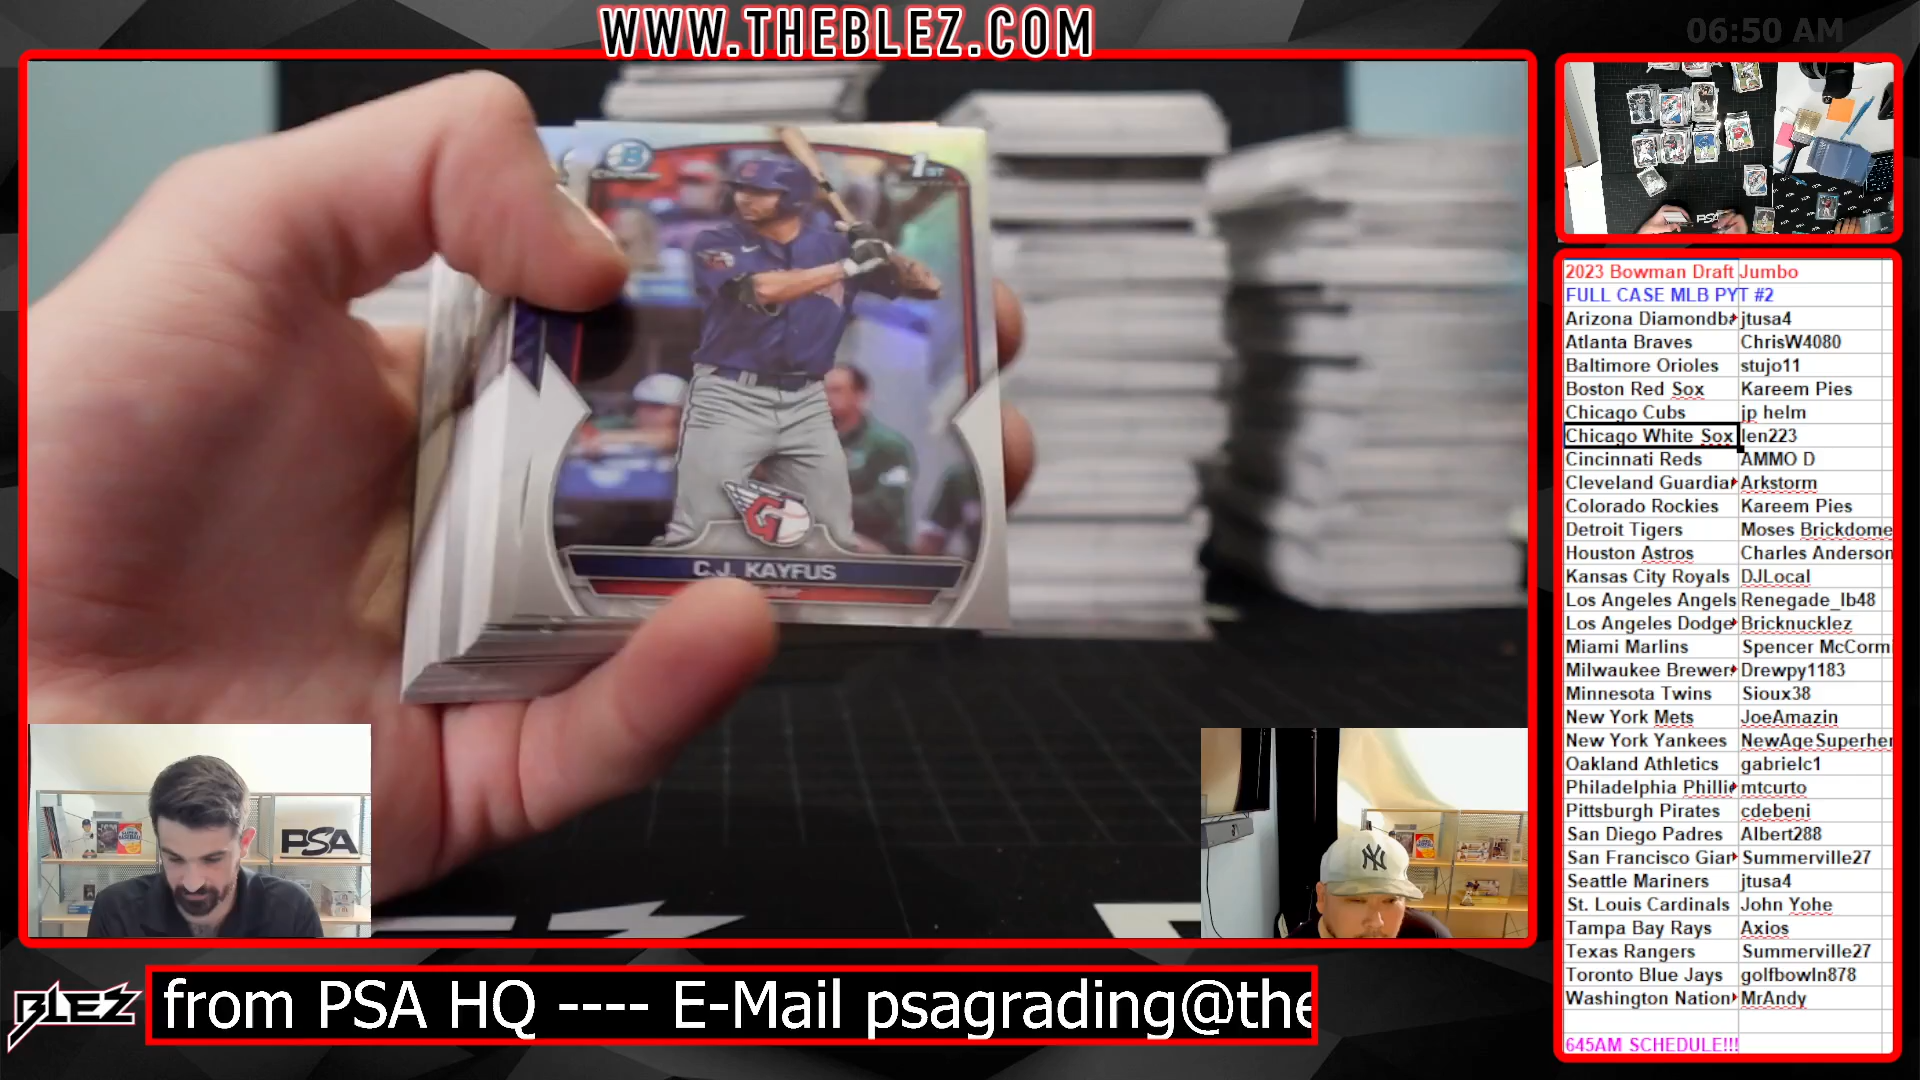 WWW.THEBLEZ.COM
06:50 AM
1ST
C.J. KAYFUS
PSA
PSA
NY
2023 Bowman Draft Jumbo
FULL CASE MLB PYT #2
Arizona Diamondba jtusa4
Atlanta Braves ChrisW4080
Baltimore Orioles stujo11
Boston Red Sox Kareem Pies
Chicago Cubs jp helm
Chicago White Sox len223
Cincinnati Reds AMMO D
Cleveland Guardia Arkstorm
Colorado Rockies Kareem Pies
Detroit Tigers Moses Brickdome
Houston Astros Charles Anderson
Kansas City Royals DJLocal
Los Angeles Angels Renegade_lb48
Los Angeles Dodge Bricknucklez
Miami Marlins Spencer McCormi
Milwaukee Brewer Drewpy1183
Minnesota Twins Sioux38
New York Mets JoeAmazin
New York Yankees NewAgeSuperher
Oakland Athletics gabrielc1
Philadelphia Philli mtcurto
Pittsburgh Pirates cdebeni
San Diego Padres Albert288
San Francisco Gian Summerville27
Seattle Mariners jtusa4
St. Louis Cardinals John Yohe
Tampa Bay Rays Axios
Texas Rangers Summerville27
Toronto Blue Jays golfbowln878
Washington Nation MrAndy
645AM SCHEDULE!!!
BLEZ
from PSA HQ ---- E-Mail psagrading@the